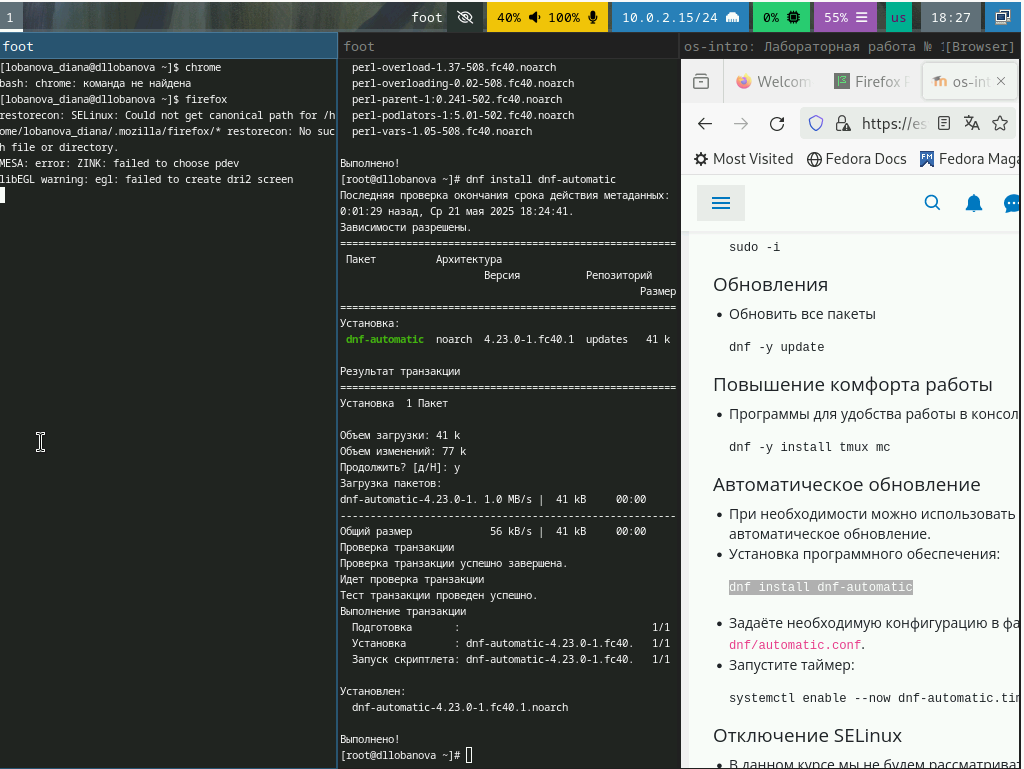 1
foot
40% 100%
10.0.2.15/24
0%
55%
us
18:27
foot
[lobanova_diana@dllobanova ~]$ chrome
bash: chrome: команда не найдена
[lobanova_diana@dllobanova ~]$ firefox
restorecon: SELinux: Could not get canonical path for /h
ome/lobanova_diana/.mozilla/firefox/* restorecon: No suc
h file or directory.
MESA: error: ZINK: failed to choose pdev
libEGL warning: egl: failed to create dri2 screen
foot
perl-overload-1.37-508.fc40.noarch
perl-overloading-0.02-508.fc40.noarch
perl-parent-1:0.241-502.fc40.noarch
perl-podlators-1:5.01-502.fc40.noarch
perl-vars-1.05-508.fc40.noarch
Выполнено!
[root@dllobanova ~]# dnf install dnf-automatic
Последняя проверка окончания срока действия метаданных:
0:01:29 назад, Ср 21 мая 2025 18:24:41.
Зависимости разрешены.
========================================================
Пакет Архитектура
Версия Репозиторий
Размер
========================================================
Установка:
dnf-automatic noarch 4.23.0-1.fc40.1 updates 41 k
Результат транзакции
========================================================
Установка 1 Пакет
Объем загрузки: 41 k
Объем изменений: 77 k
Продолжить? [д/Н]: y
Загрузка пакетов:
dnf-automatic-4.23.0-1. 1.0 MB/s | 41 kB 00:00
--------------------------------------------------------
Общий размер 56 kB/s | 41 kB 00:00
Проверка транзакции
Проверка транзакции успешно завершена.
Идет проверка транзакции
Тест транзакции проведен успешно.
Выполнение транзакции
Подготовка : 1/1
Установка : dnf-automatic-4.23.0-1.fc40. 1/1
Запуск скриптлета: dnf-automatic-4.23.0-1.fc40. 1/1
Установлен:
dnf-automatic-4.23.0-1.fc40.1.noarch
Выполнено!
[root@dllobanova ~]#
os-intro: Лабораторная работа № [Browser]
Welcom
Firefox
os-int
https://es
Most Visited
Fedora Docs
Fedora Maga
sudo -i
Обновления
• Обновить все пакеты
dnf -y update
Повышение комфорта работы
• Программы для удобства работы в консол
dnf -y install tmux mc
Автоматическое обновление
• При необходимости можно использовать
автоматическое обновление.
• Установка программного обеспечения:
dnf install dnf-automatic
• Задаёте необходимую конфигурацию в фа
dnf/automatic.conf.
• Запустите таймер:
systemctl enable --now dnf-automatic.tim
Отключение SELinux
• В данном курсе мы не будем рассматриват